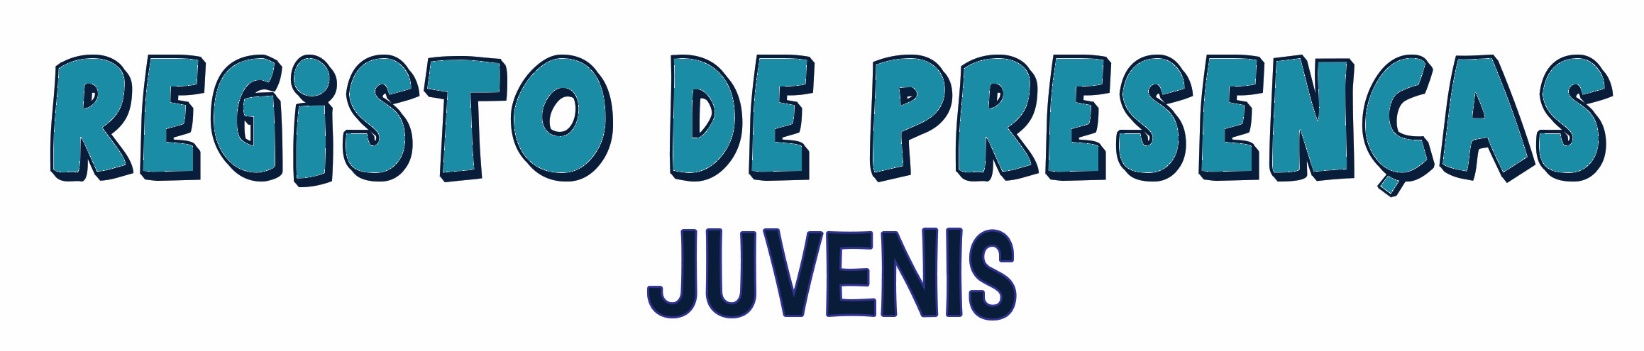 REGiSTO DE PRESENÇAS
JUVENIS